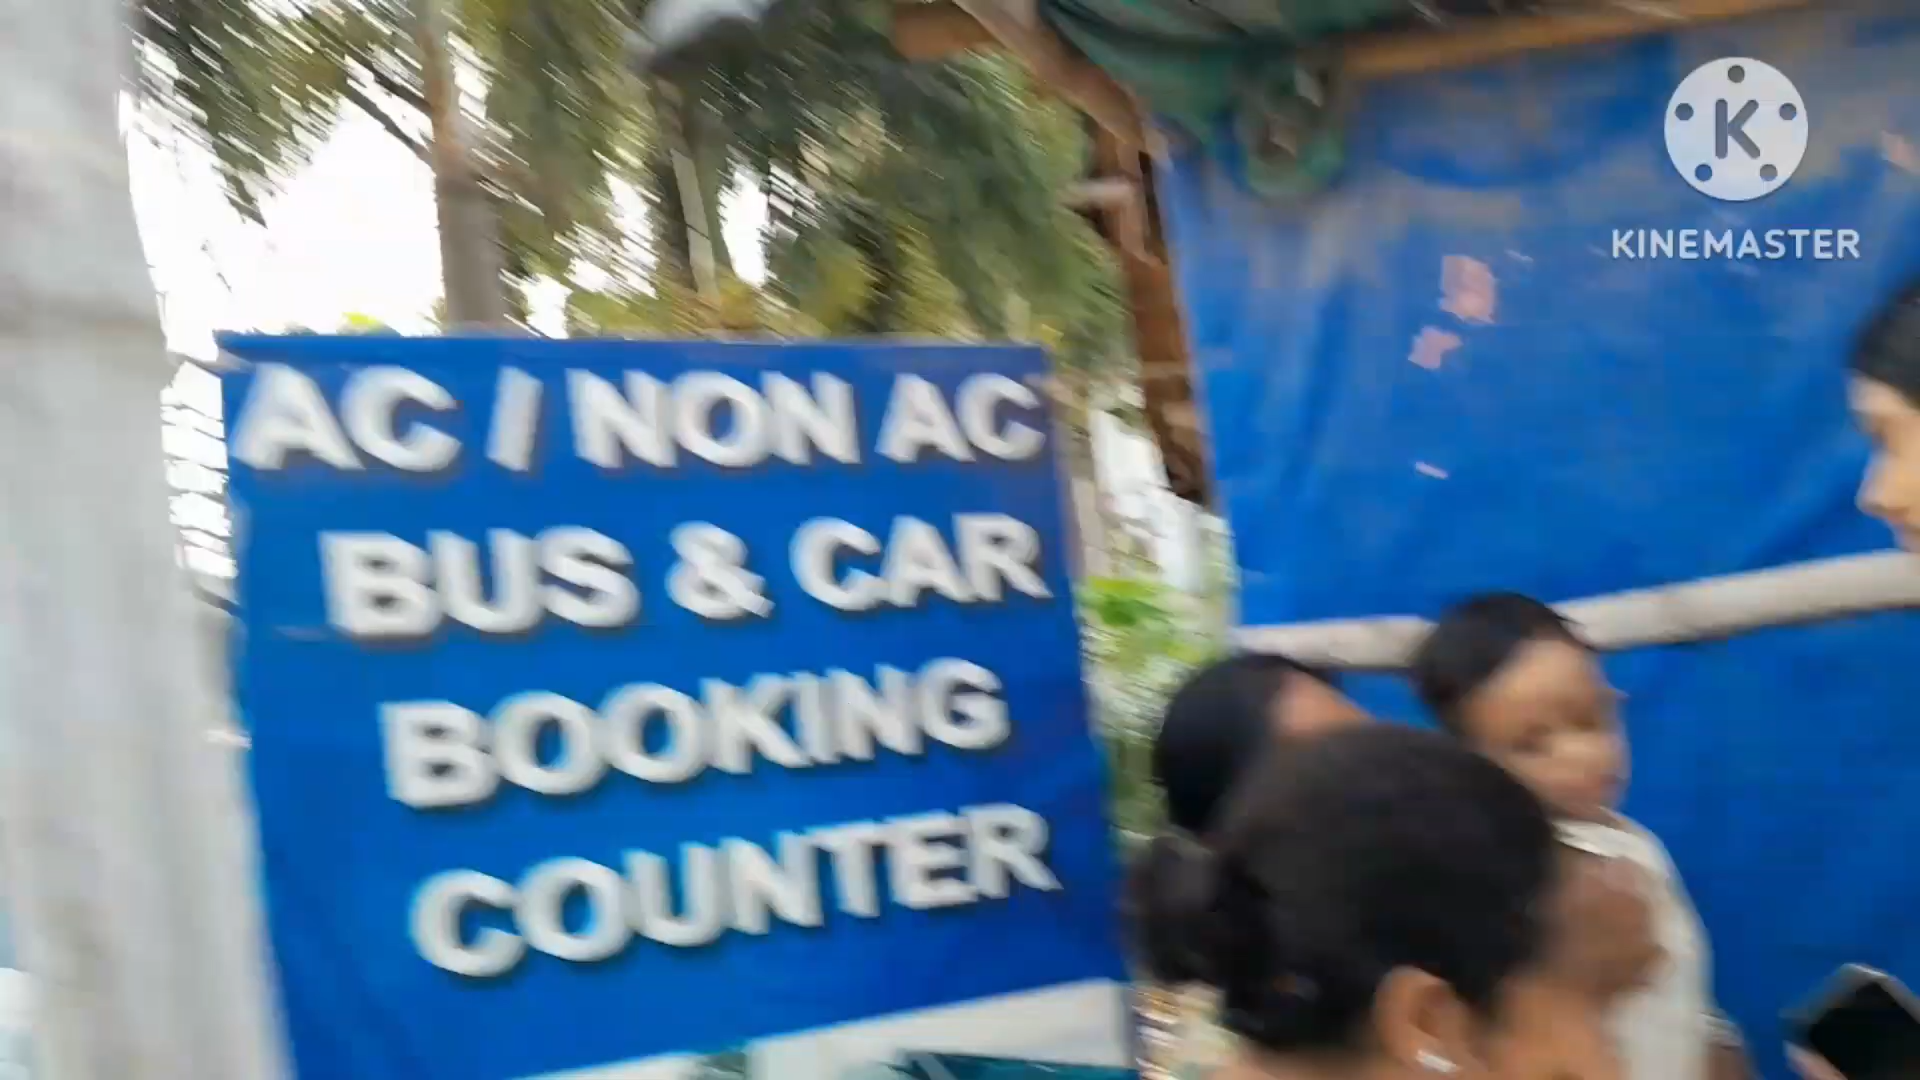 AC / NON AC
BUS & CAR
BOOKING
COUNTER
K
KINEMASTER